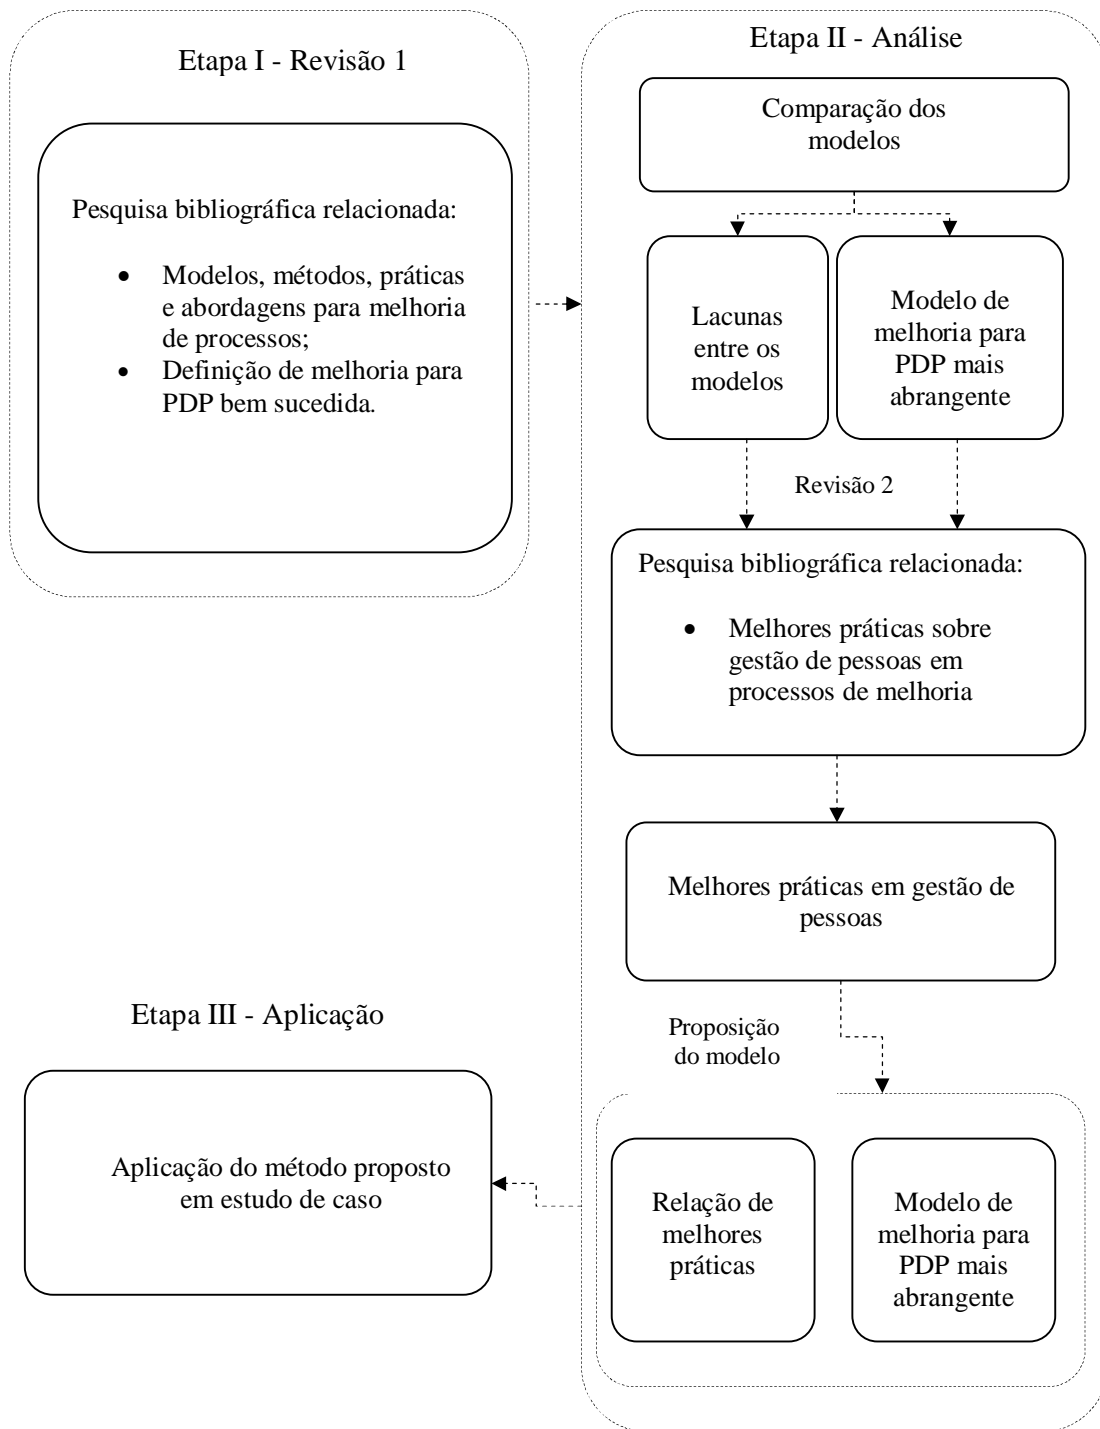 Etapa I - Revisão 1
Pesquisa bibliográfica relacionada:
• Modelos, métodos, práticas
e abordagens para melhoria
de processos;
• Definição de melhoria para
PDP bem sucedida.
Etapa II - Análise
Comparação dos
modelos
Lacunas
entre os
modelos
Modelo de
melhoria para
PDP mais
abrangente
Revisão 2
Pesquisa bibliográfica relacionada:
• Melhores práticas sobre
gestão de pessoas em
processos de melhoria
Melhores práticas em gestão de
pessoas
Proposição
do modelo
Relação de
melhores
práticas
Modelo de
melhoria para
PDP mais
abrangente
Etapa III - Aplicação
Aplicação do método proposto
em estudo de caso